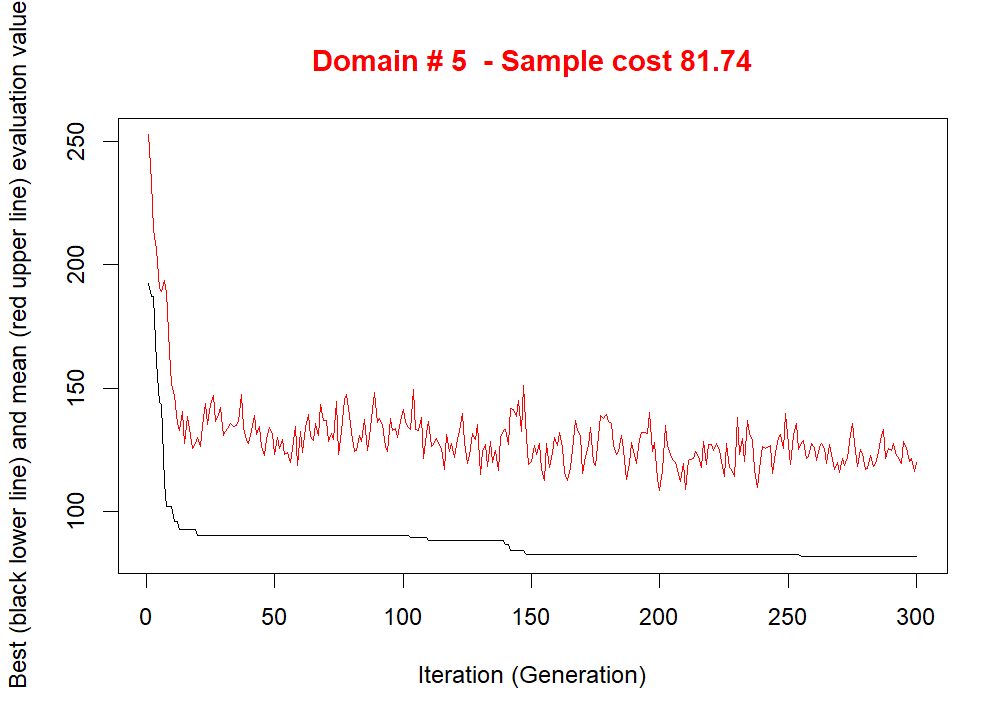 Domain # 5  - Sample cost 81.74
Best (black lower line) and mean (red upper line) evaluation value
250
200
150
100
0 50 100 150 200 250 300
Iteration (Generation)